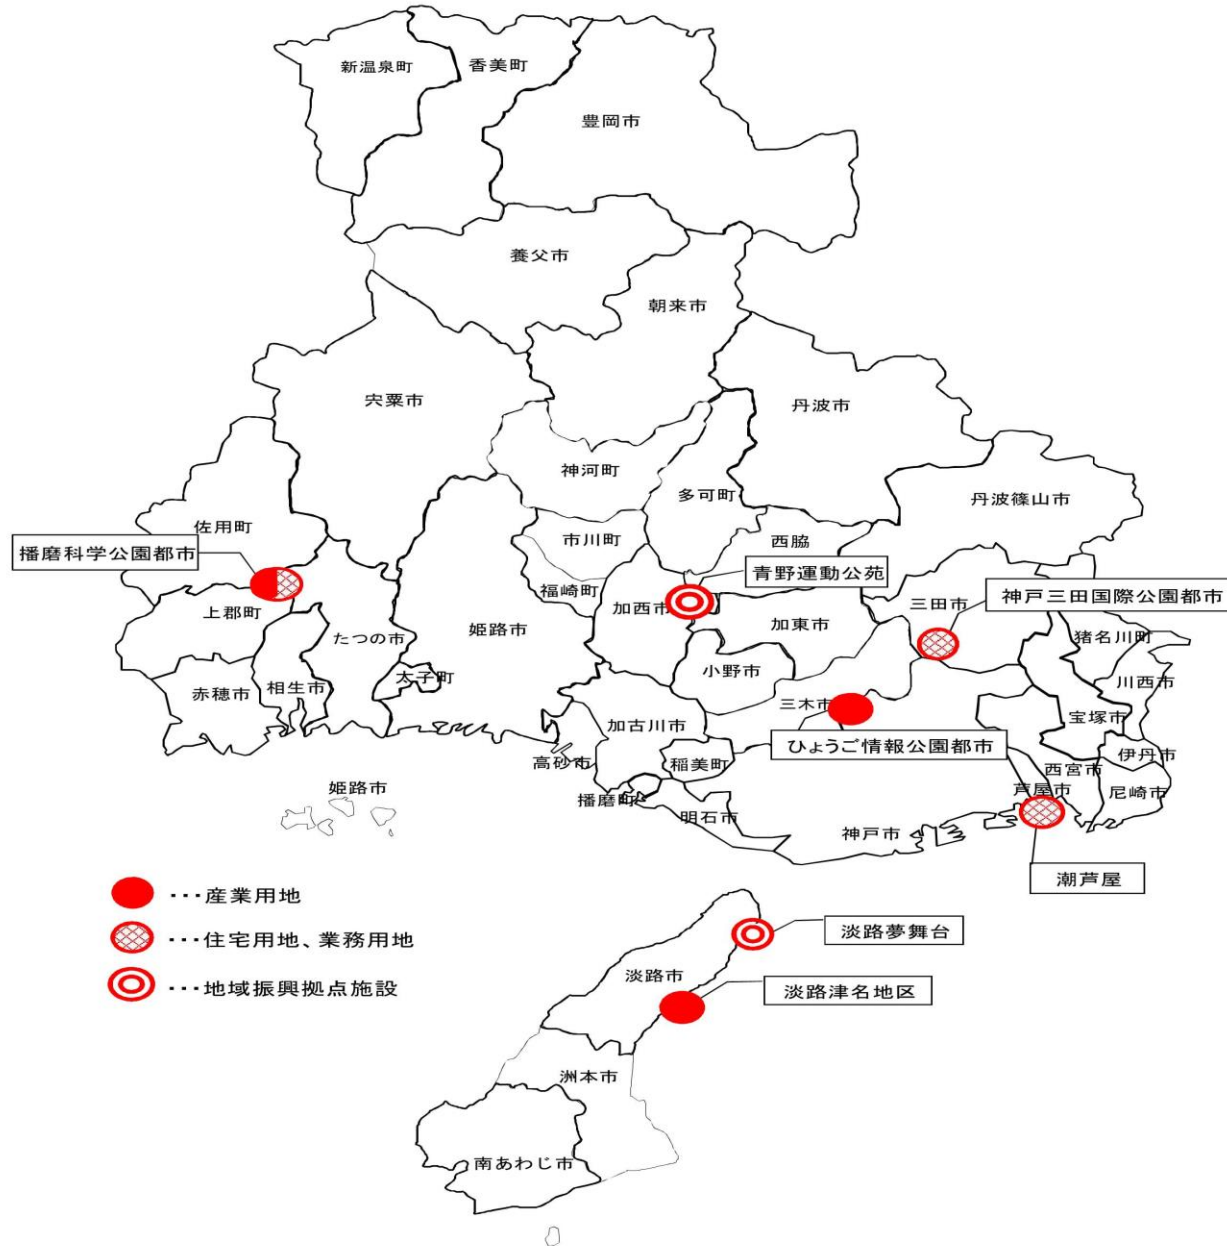 新温泉町
香美町
豊岡市
養父市
朝来市
宍粟市
丹波市
神河町
多可町
丹波篠山市
佐用町
市川町
西脇
播磨科学公園都市
青野運動公苑
福崎町
加西市
三田市
神戸三田国際公園都市
上郡町
たつの市
姫路市
加東市
猪名川町
小野市
太子町
赤穂市
相生市
川西市
三木市
加古川市
宝塚市
ひょうご情報公園都市
高砂市
稲美町
伊丹市
西宮市
姫路市
芦屋市
尼崎市
播磨町
明石市
神戸市
潮芦屋
･･･産業用地
･･･住宅用地、業務用地
･･･地域振興拠点施設
淡路夢舞台
淡路市
淡路津名地区
洲本市
南あわじ市